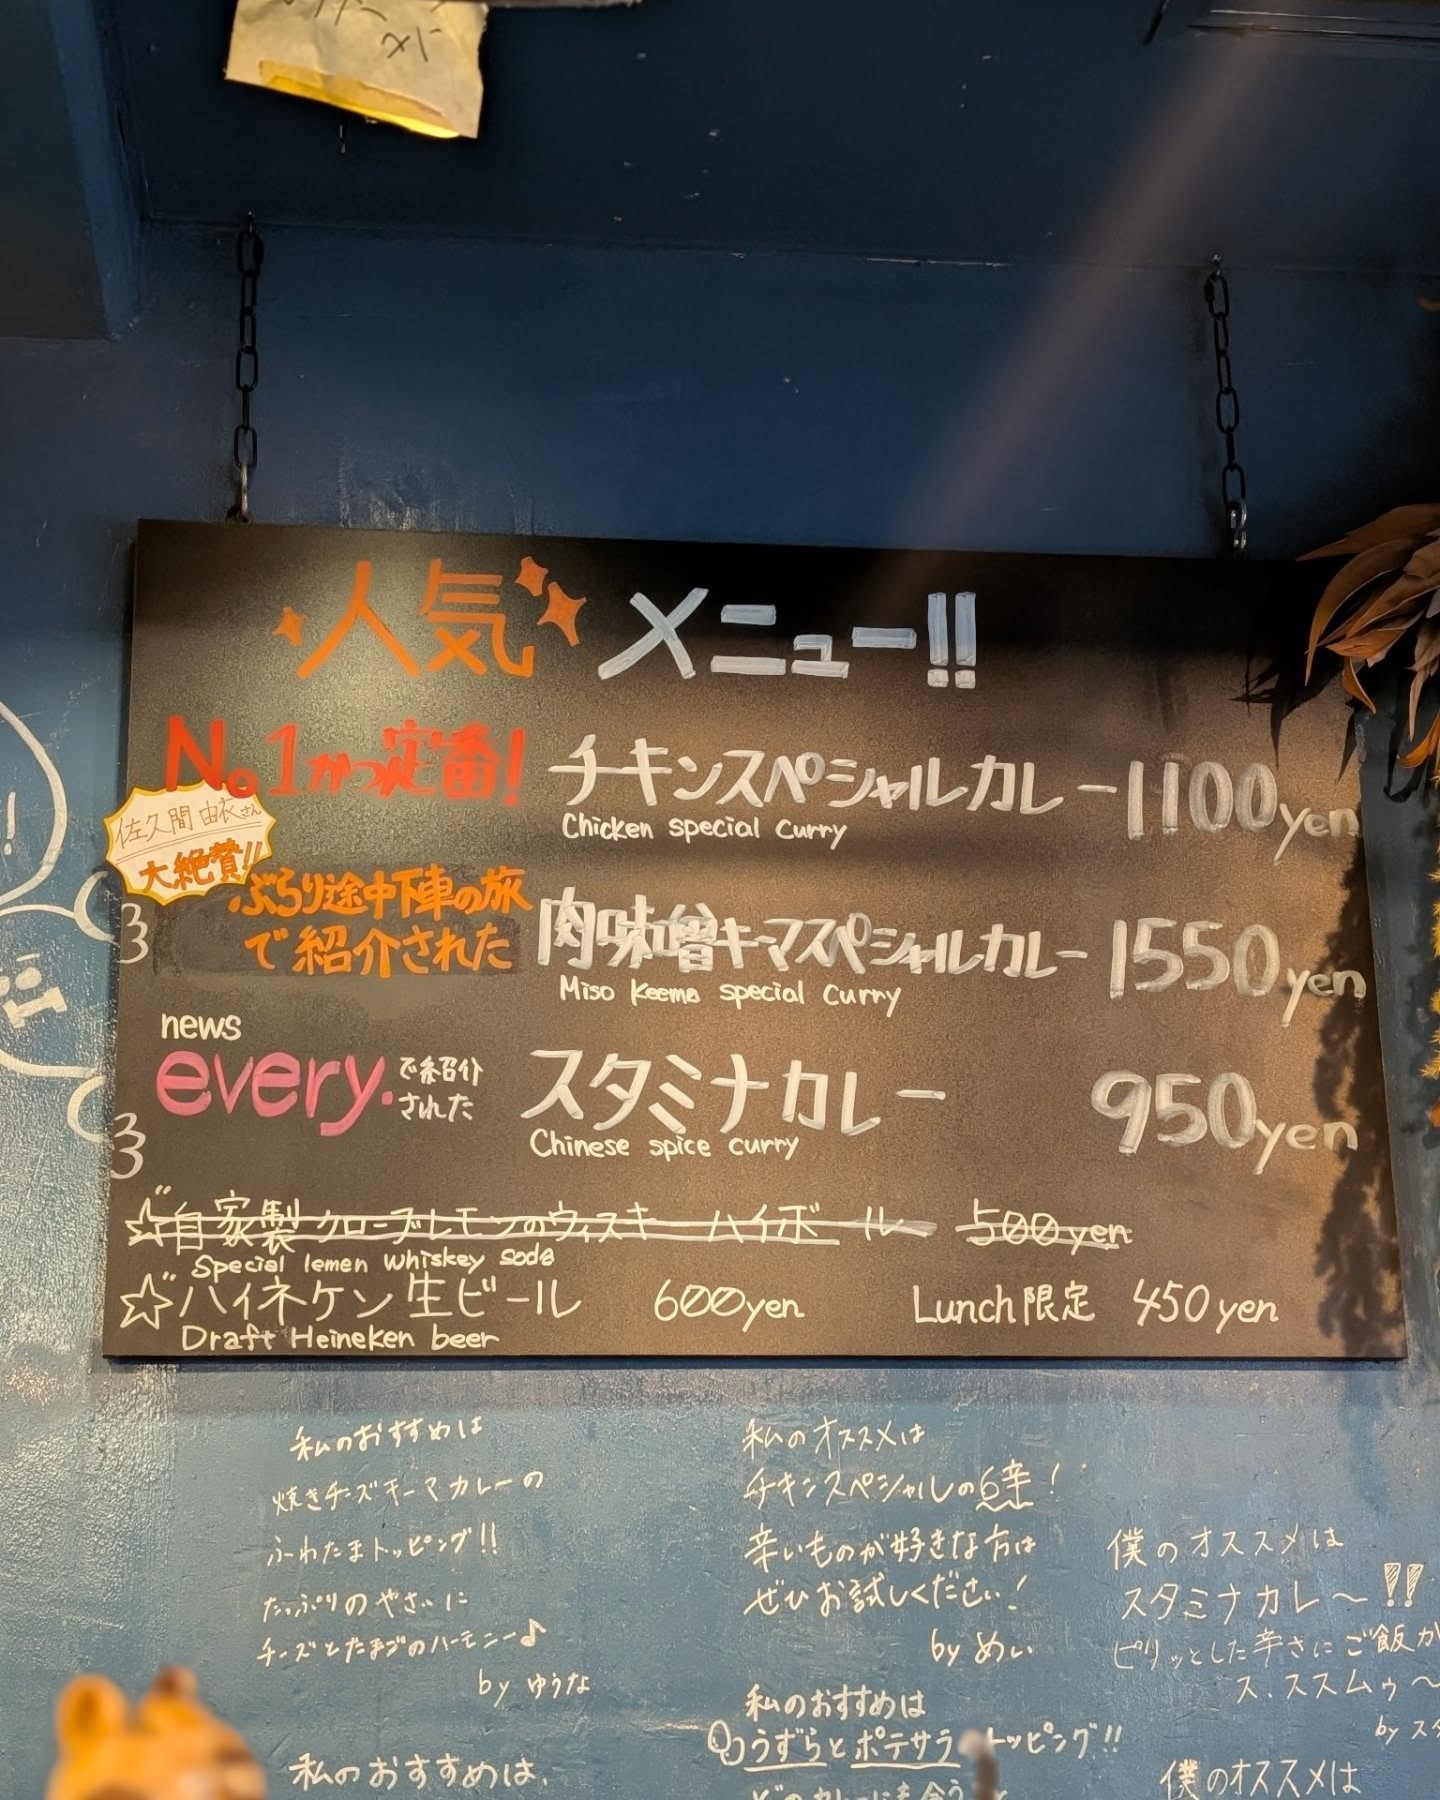 人気メニュー!!
No.1かつ定番! チキンスペシャルカレー 1100yen
Chicken special curry
佐久間 由衣さん
大絶賛!!
ぶらり途中下車の旅
で紹介された
肉味噌キーマスペシャルカレー 1550yen
Miso Keema special curry
news
every.で紹介
された
スタミナカレー 950yen
Chinese spice curry
☆自家製クローブレモンのウィスキーハイボール 500yen
Special lemen whiskey soda
☆ハイネケン生ビール 600yen Lunch限定 450yen
Draft Heineken beer
私のおすすめは
焼きチーズキーマカレーの
ふーわたまトッピング!!
たっぷりのやさいに
チーズとたまごのハーモニー♪
by ゆうな
私のオススメは
チキンスペシャルの6辛!
辛いものが好きな方は
ぜひお試しください!
by めい
僕のオススメは
スタミナカレ〜!!
ピリッとした辛さにご飯が
ス、ススムゥ〜
by スタ
私のおすすめは
うずらとポテサラトッピング!!
私のおすすめは、
僕のオススメは